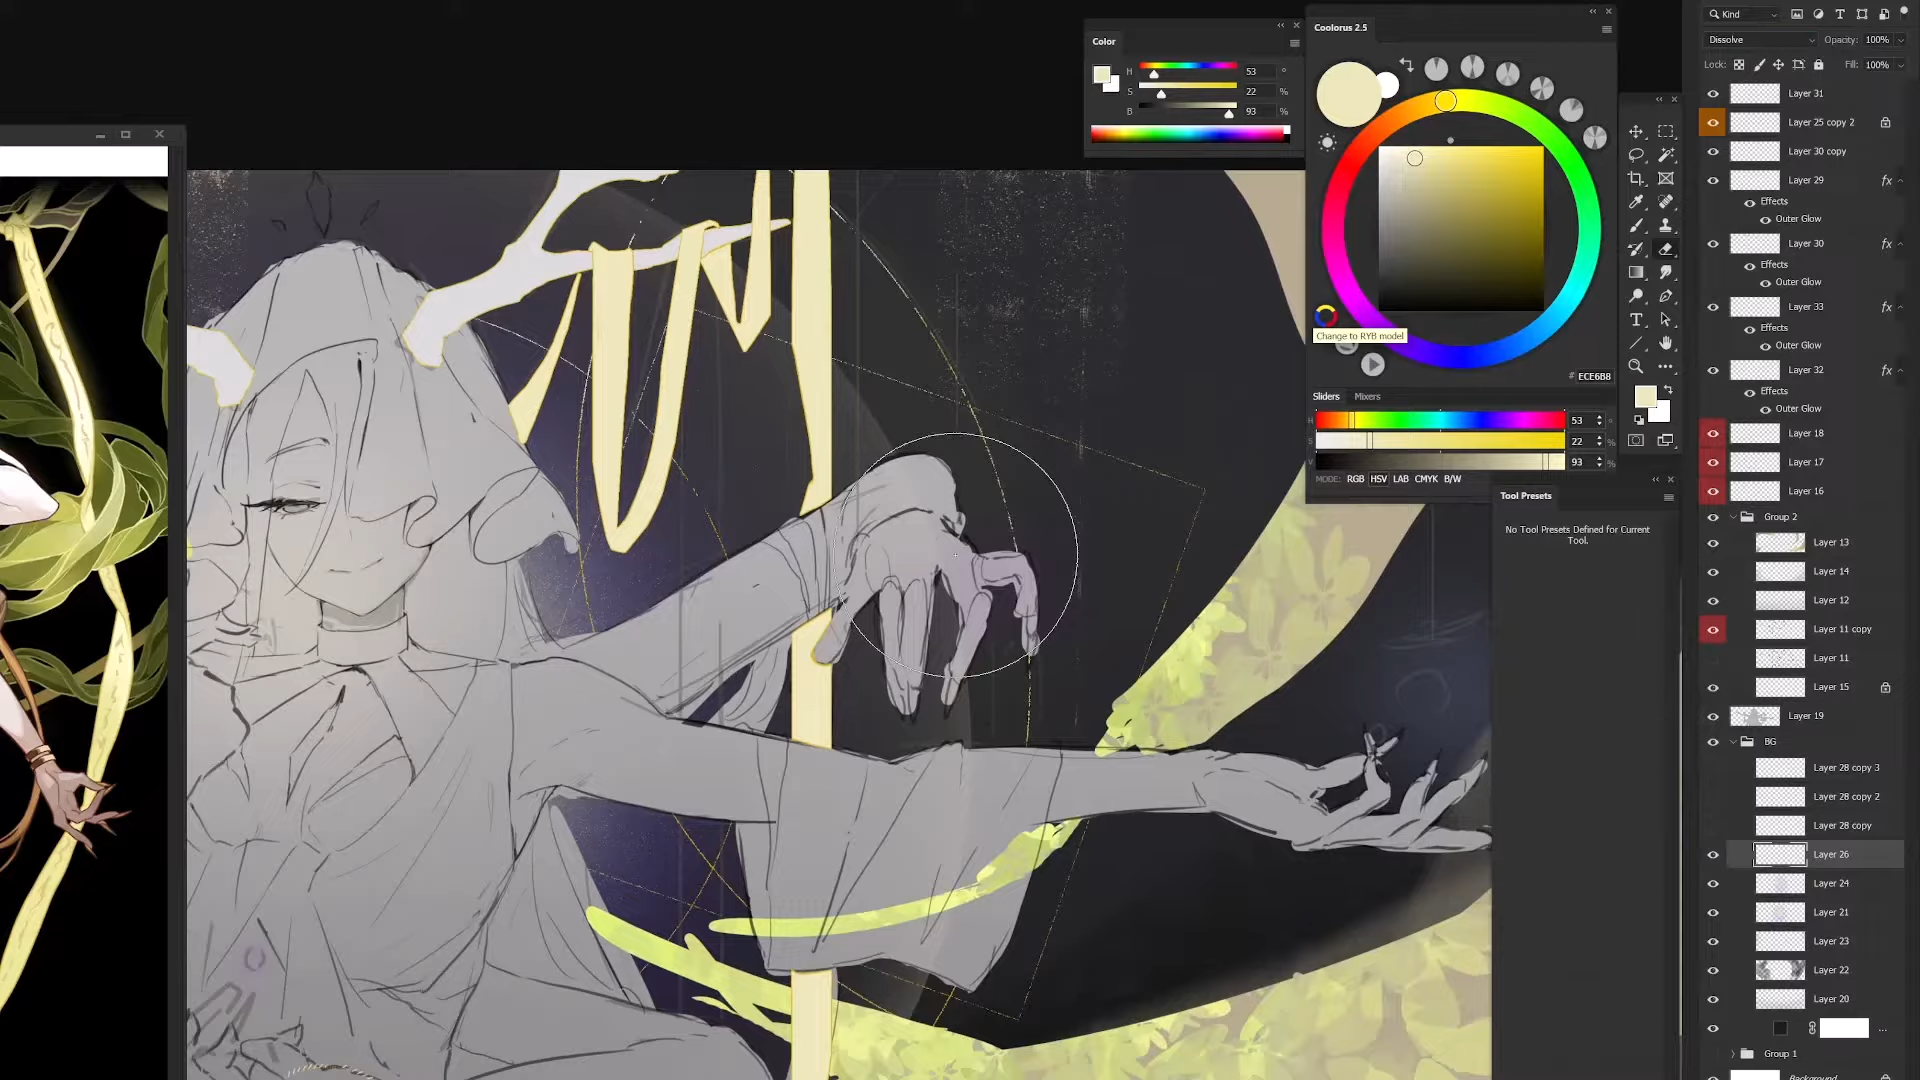 Color
H 53 °
S 22 %
B 93 %
Coolorus 2.5
Change to RYB model
# ECE6B8
Sliders Mixers
H 53 °
S 22 %
V 93 %
MODE: RGB HSV LAB CMYK B/W
Tool Presets
No Tool Presets Defined for Current
Tool.
Kind
Dissolve Opacity: 100%
Lock: Fill: 100%
Layer 31
Layer 25 copy 2
Layer 30 copy
Layer 29 fx
Effects
Outer Glow
Layer 30 fx
Effects
Outer Glow
Layer 33 fx
Effects
Outer Glow
Layer 32 fx
Effects
Outer Glow
Layer 18
Layer 17
Layer 16
Group 2
Layer 13
Layer 14
Layer 12
Layer 11 copy
Layer 11
Layer 15
Layer 19
BG
Layer 28 copy 3
Layer 28 copy 2
Layer 28 copy
Layer 26
Layer 24
Layer 21
Layer 23
Layer 22
Layer 20
...
Group 1
Background